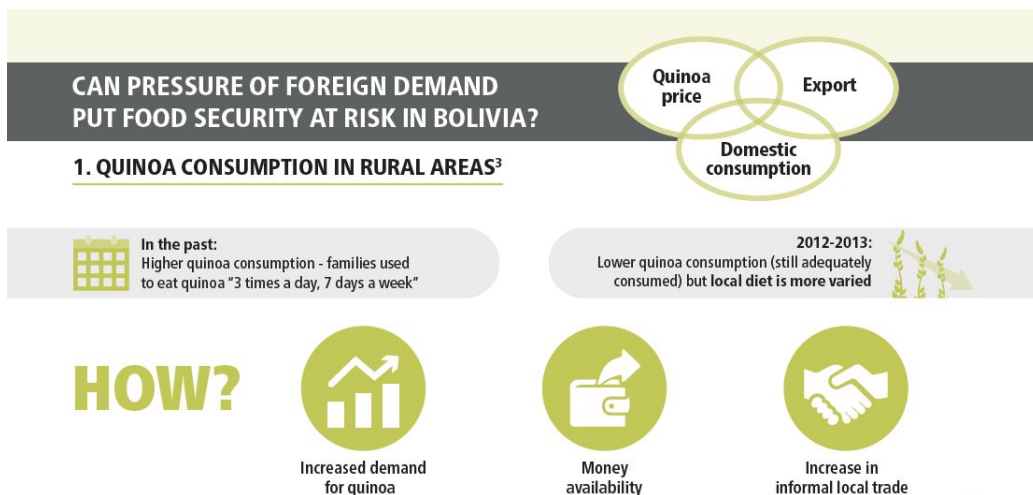 CAN PRESSURE OF FOREIGN DEMAND
PUT FOOD SECURITY AT RISK IN BOLIVIA?
Quinoa
price
Export
Domestic
consumption
1. QUINOA CONSUMPTION IN RURAL AREAS³
In the past:
Higher quinoa consumption - families used
to eat quinoa "3 times a day, 7 days a week"
2012-2013:
Lower quinoa consumption (still adequately
consumed) but local diet is more varied
HOW?
Increased demand
for quinoa
Money
availability
Increase in
informal local trade